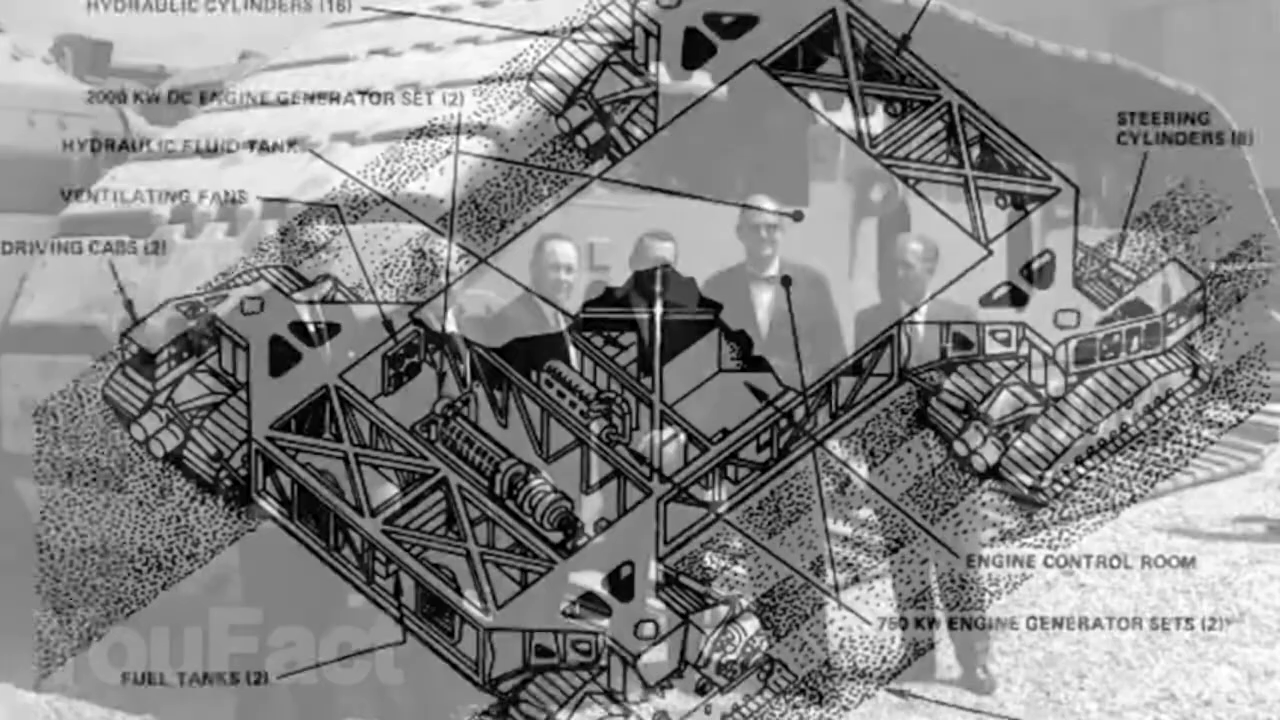 HYDRAULIC CYLINDERS (16)
2000 KW DC ENGINE GENERATOR SET (2)
HYDRAULIC FLUID TANK
VENTILATING FANS
DRIVING CABS (2)
STEERING
CYLINDERS (8)
ENGINE CONTROL ROOM
750 KW ENGINE GENERATOR SETS (2)
FUEL TANKS (2)
YouFact